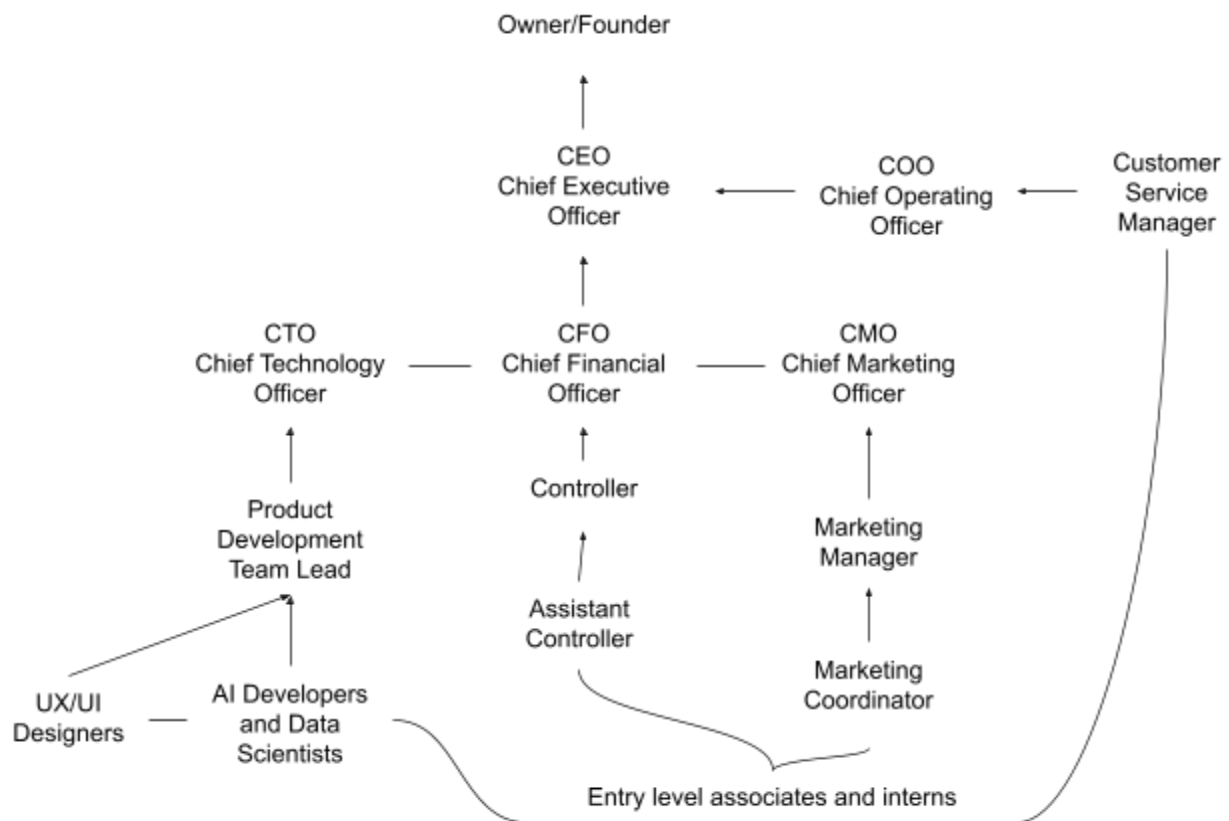 Owner/Founder
CEO
Chief Executive
Officer
COO
Chief Operating
Officer
Customer
Service
Manager
CTO
Chief Technology
Officer
CFO
Chief Financial
Officer
CMO
Chief Marketing
Officer
Product
Development
Team Lead
Controller
Marketing
Manager
Assistant
Controller
UX/UI
Designers
AI Developers
and Data
Scientists
Marketing
Coordinator
Entry level associates and interns